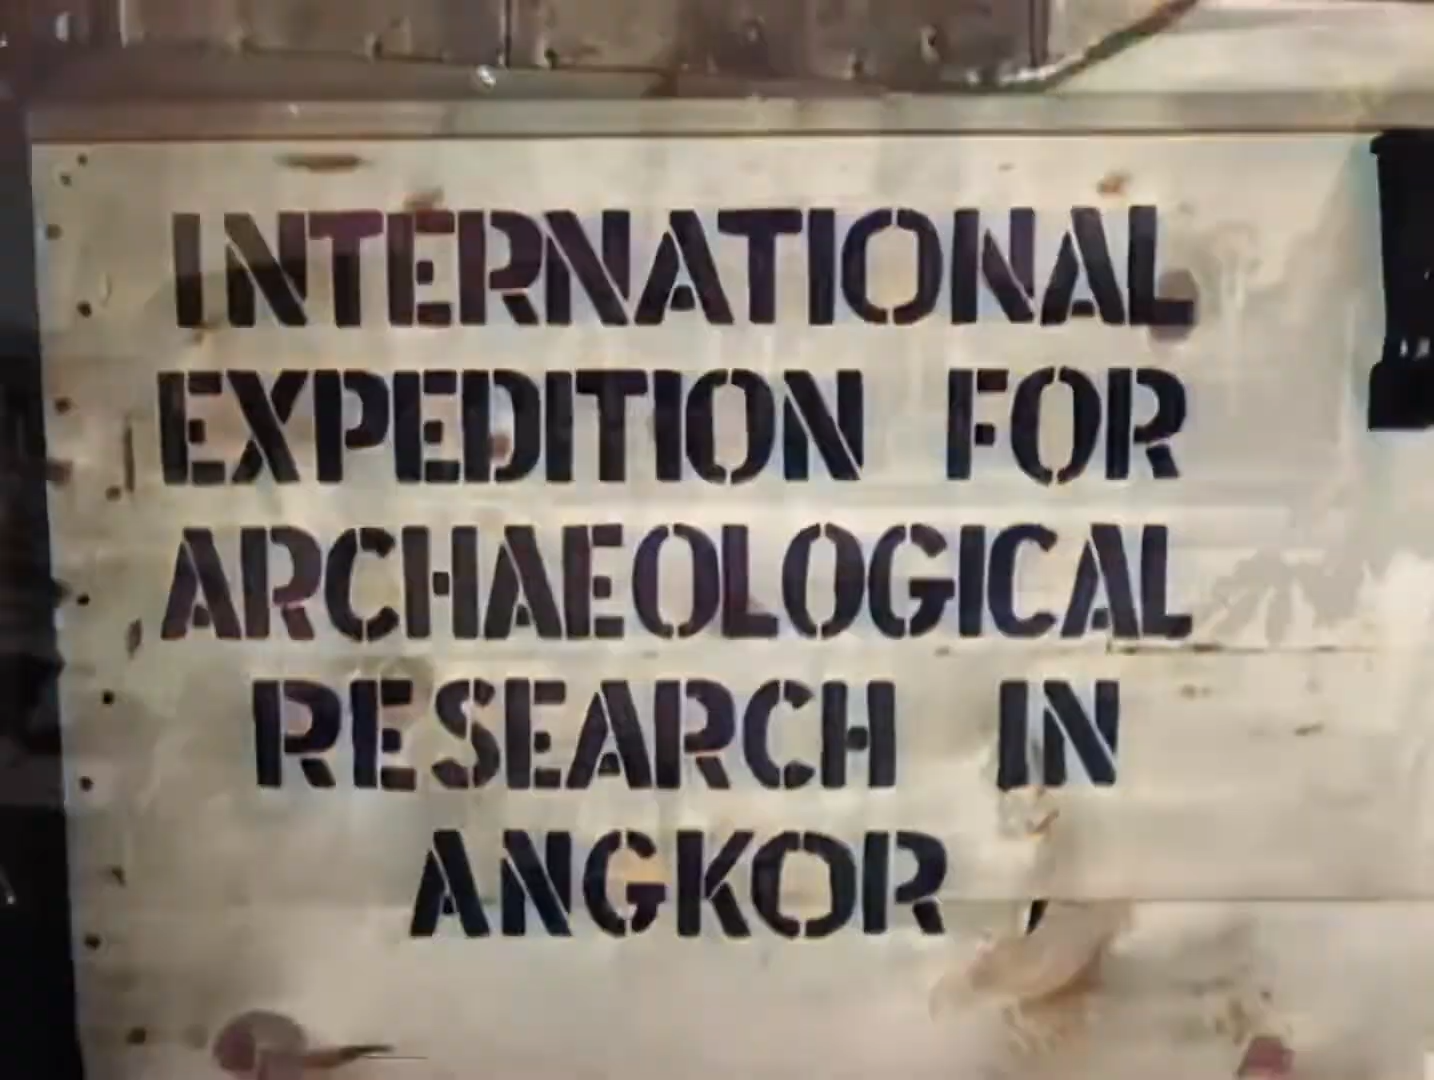 INTERNATIONAL
EXPEDITION FOR
ARCHAEOLOGICAL
RESEARCH IN
ANGKOR